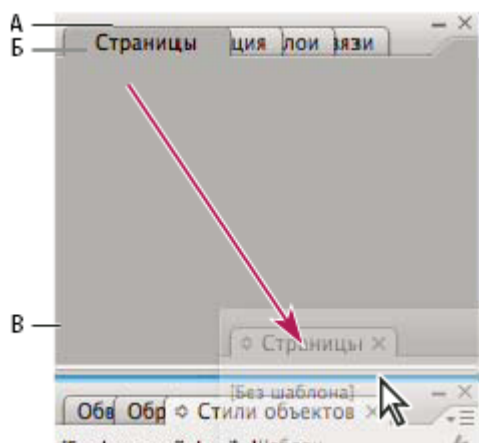 А
Б
Страницы ция лои язи
В
Страницы
[Без шаблона]
Обв Обр Стили объектов